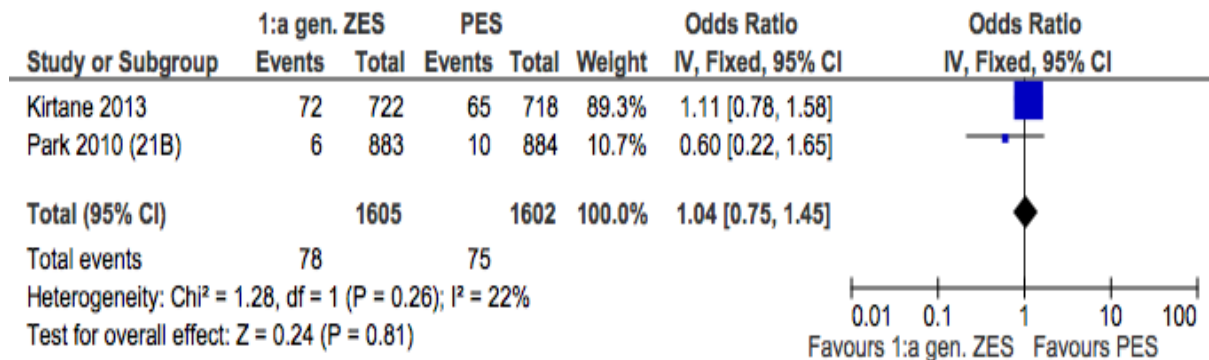 1:a gen. ZES PES Odds Ratio Odds Ratio
Study or Subgroup Events Total Events Total Weight IV, Fixed, 95% CI IV, Fixed, 95% CI
Kirtane 2013 72 722 65 718 89.3% 1.11 [0.78, 1.58]
Park 2010 (21B) 6 883 10 884 10.7% 0.60 [0.22, 1.65]
Total (95% CI) 1605 1602 100.0% 1.04 [0.75, 1.45]
Total events 78 75
Heterogeneity: Chi² = 1.28, df = 1 (P = 0.26); I² = 22%
Test for overall effect: Z = 0.24 (P = 0.81)
0.01 0.1 1 10 100
Favours 1:a gen. ZES Favours PES